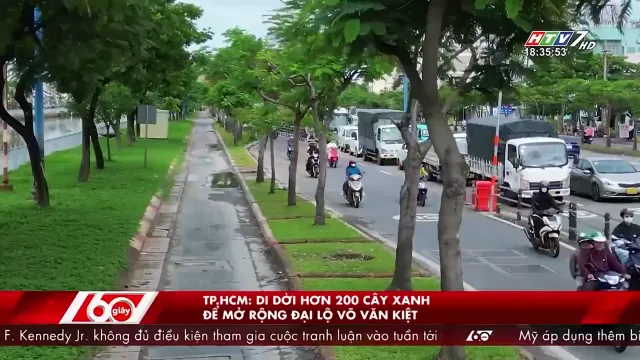 HTV7 HD
18:35:53
60 giây
TP.HCM: DI DỜI HƠN 200 CÂY XANH
ĐỂ MỞ RỘNG ĐẠI LỘ VÕ VĂN KIỆT
F. Kennedy Jr. không đủ điều kiện tham gia cuộc tranh luận vào tuần tới 60 Mỹ áp dụng thêm bi